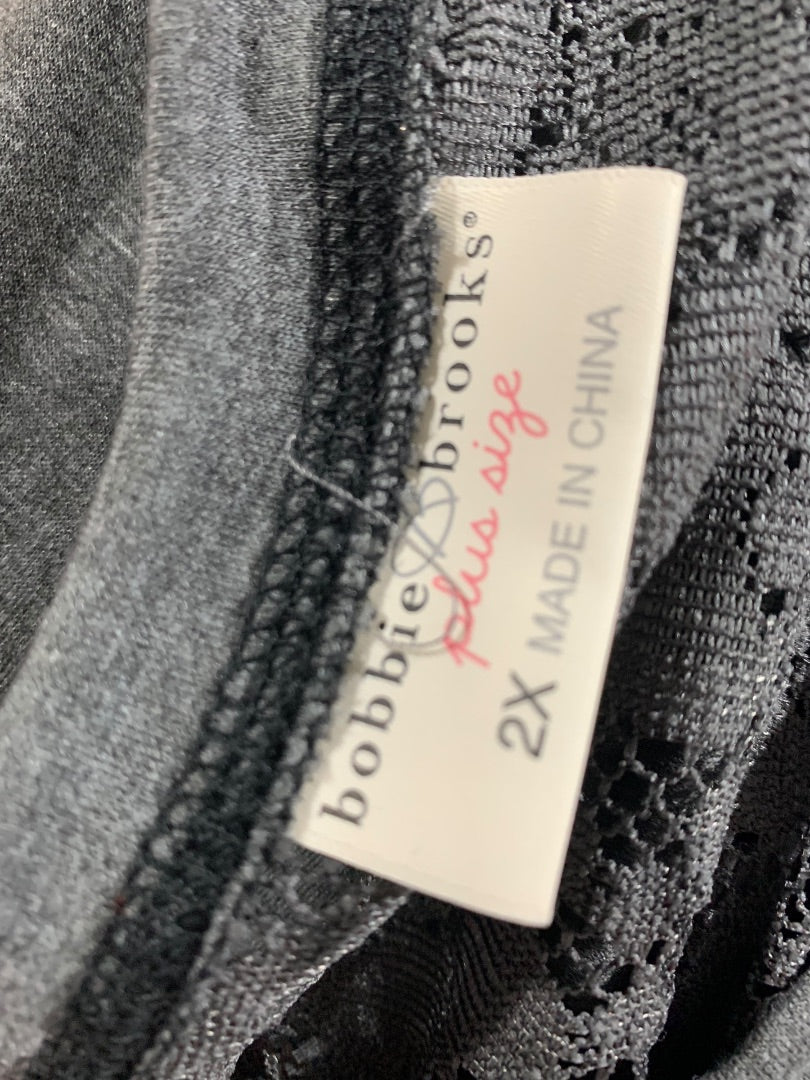 bobbie B brooks®
plus size
2X MADE IN CHINA